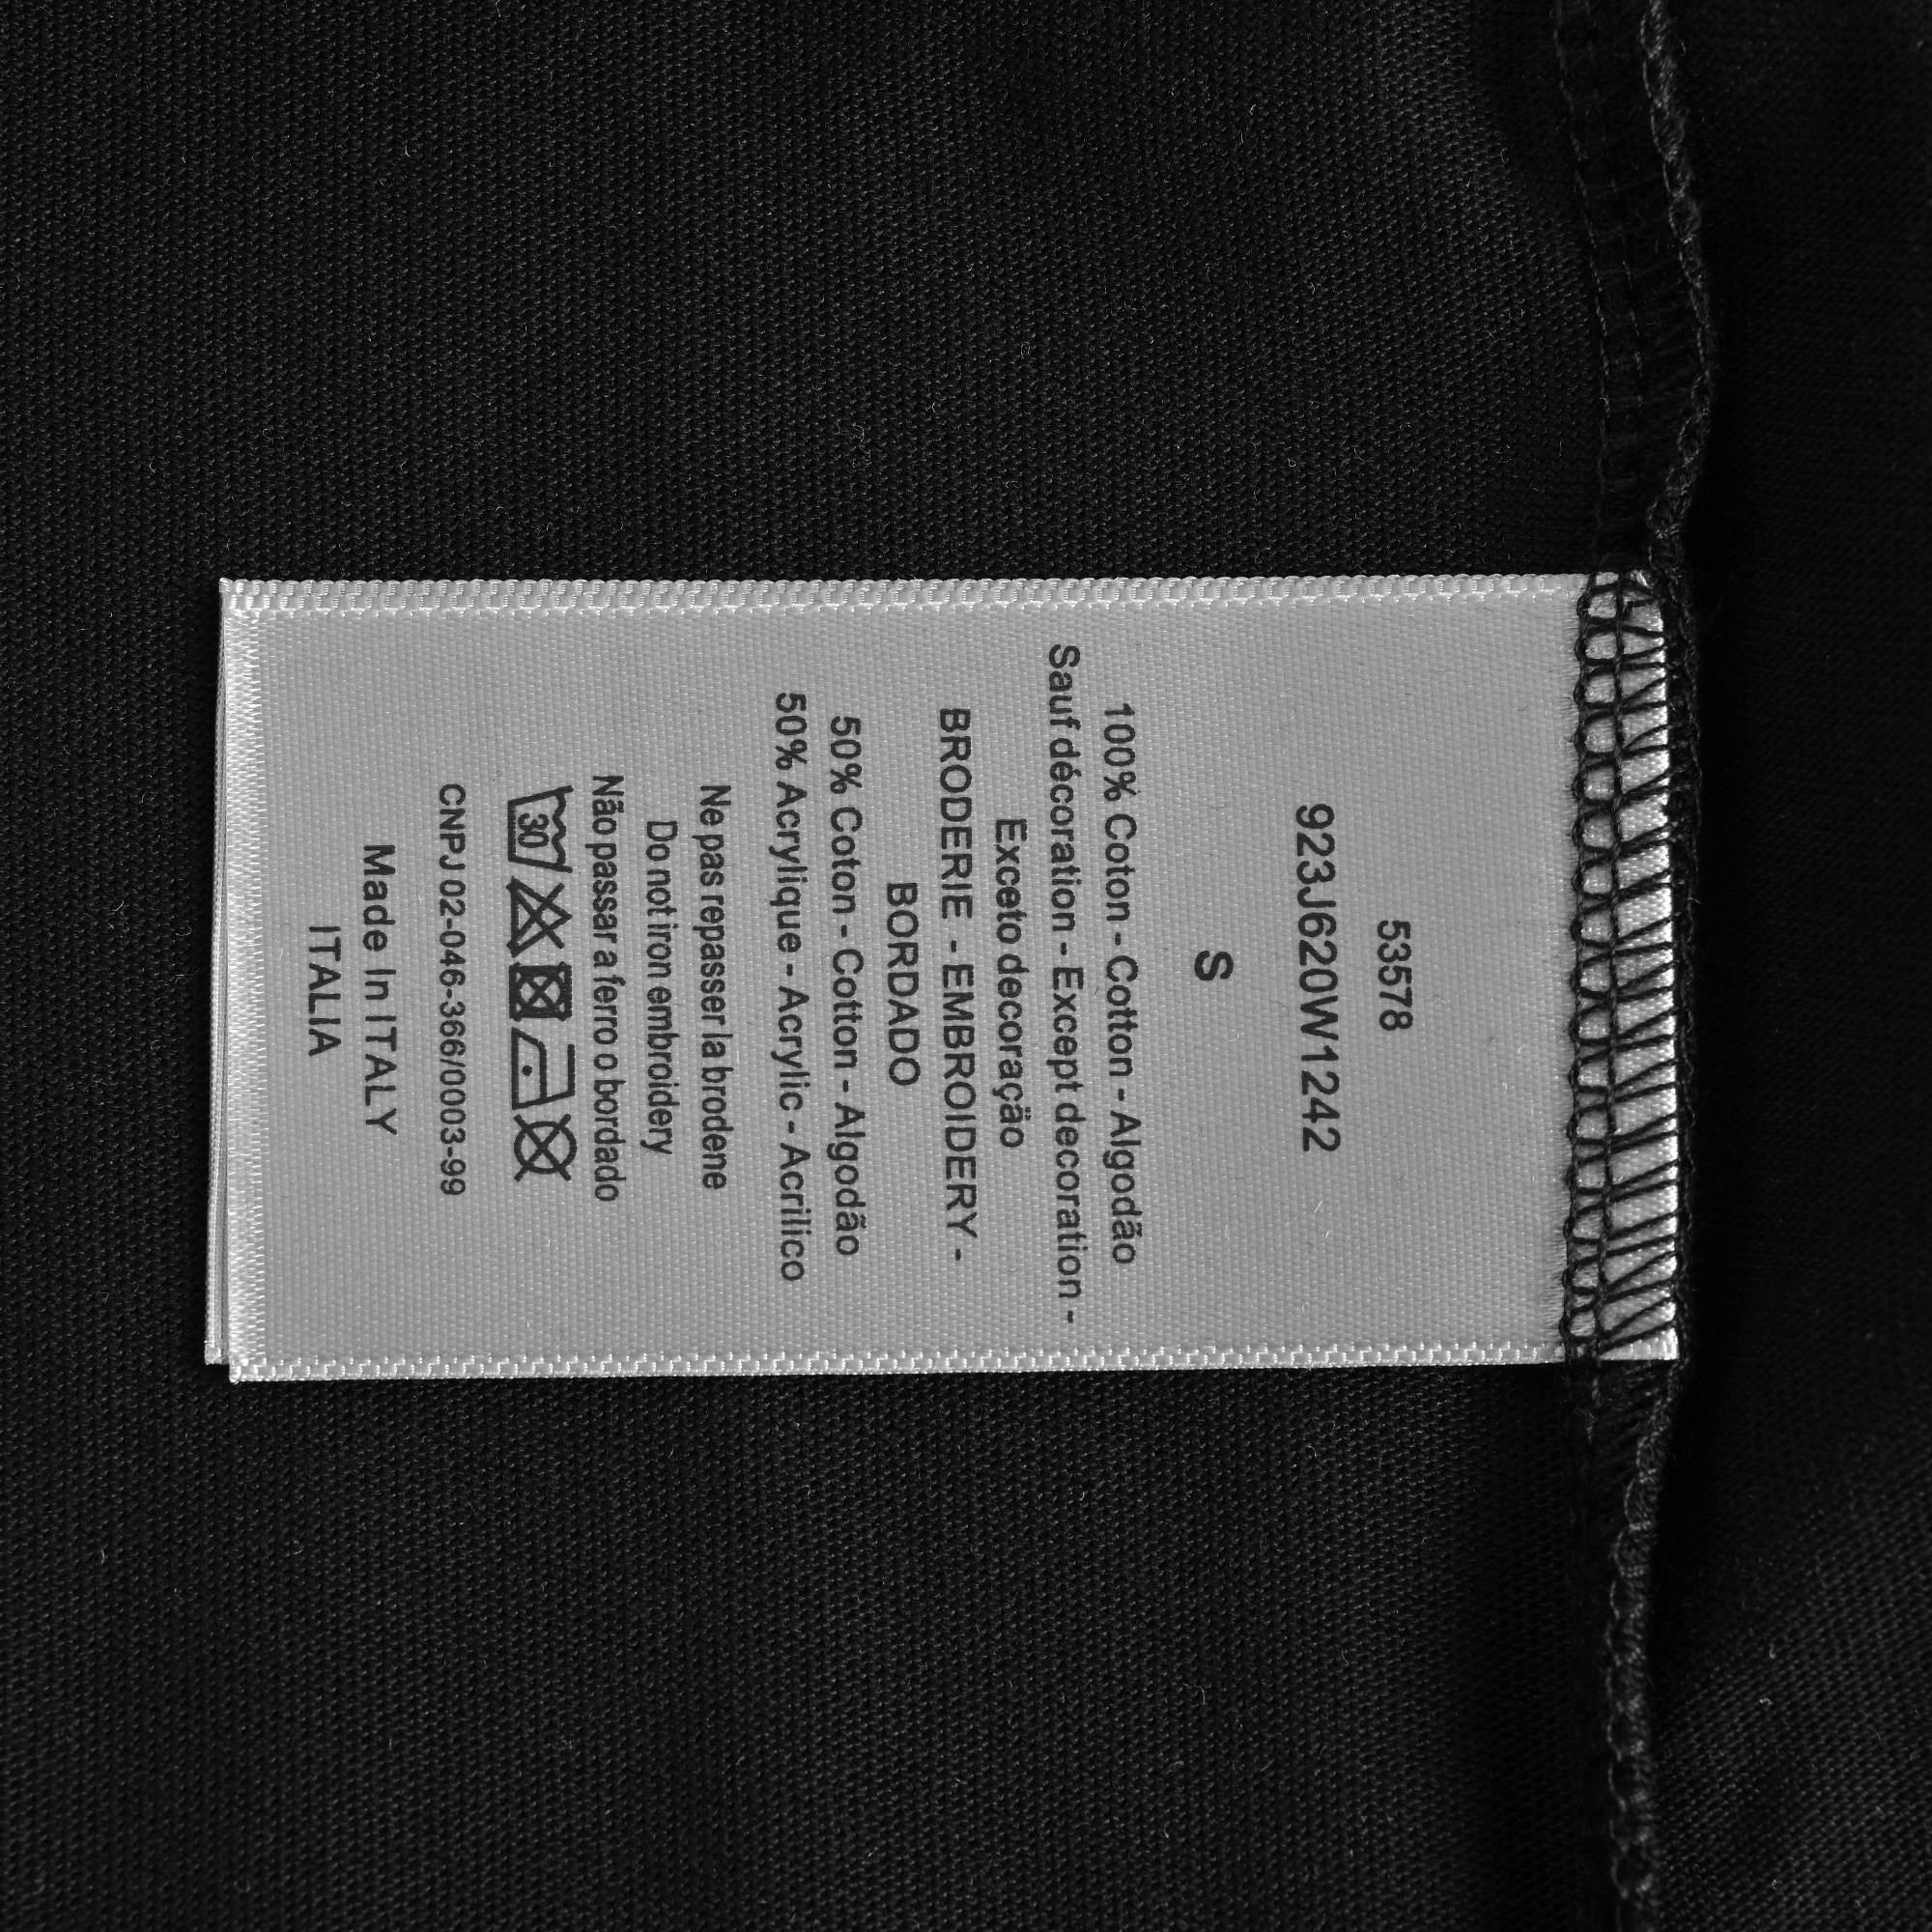 53578
923J620W1242
S
100% Coton - Cotton - Algodão
Sauf décoration - Except decoration -
Exceto decoração
BRODERIE - EMBROIDERY -
BORDADO
50% Coton - Cotton - Algodão
50% Acrylique - Acrylic - Acrilico
Ne pas repasser la brodene
Do not iron embroidery
Não passar a ferro o bordado
30
CNPJ 02-046-366/0003-99
Made In ITALY
ITALIA